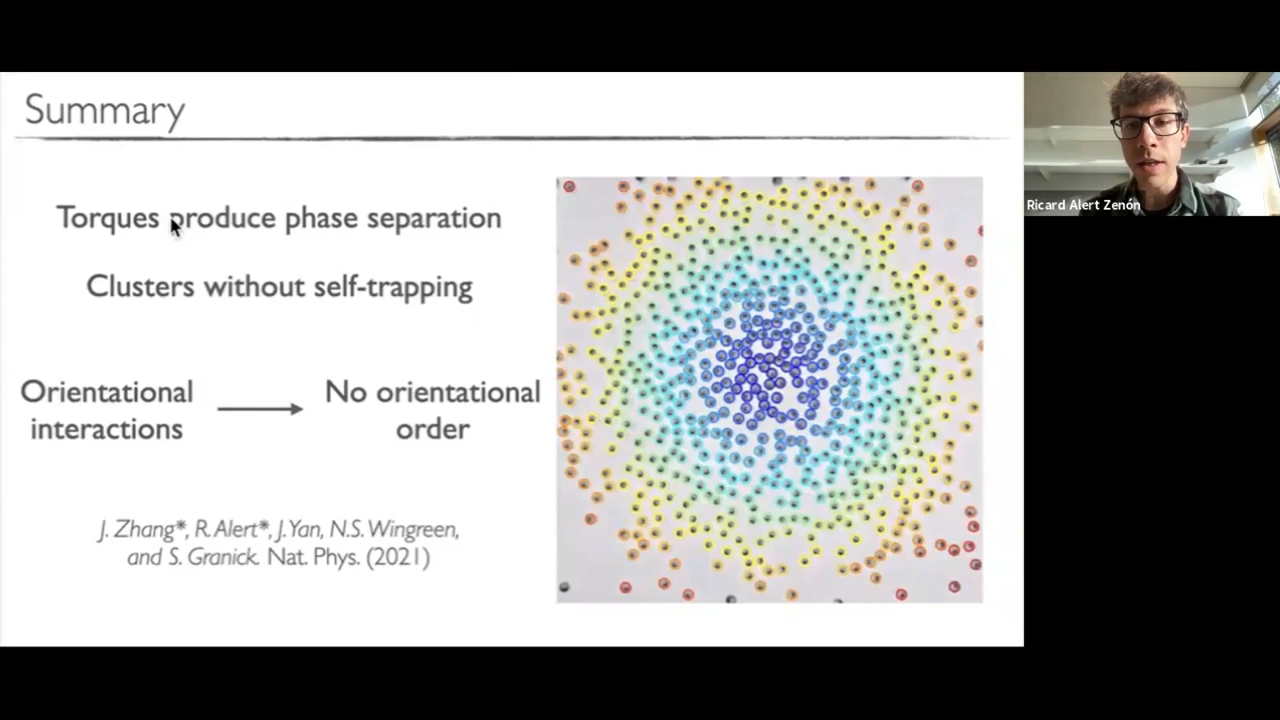 Summary
Torques produce phase separation
Clusters without self-trapping
Orientational
interactions
No orientational
order
J. Zhang*, R. Alert*, J. Yan, N.S. Wingreen,
and S. Granick. Nat. Phys. (2021)
Ricard Alert Zenón